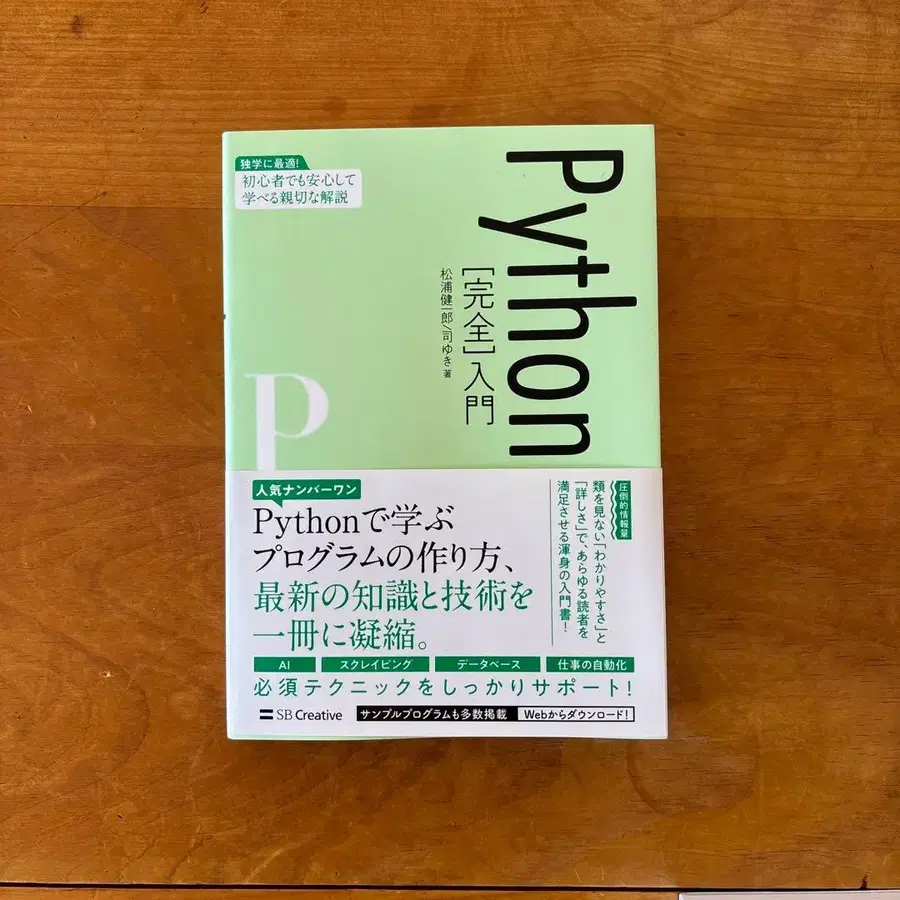 独学に最適!
初心者でも安心して
学べる親切な解説
Python
[完全]入門
松浦健一郎/司ゆき 著
P
人気ナンバーワン
Pythonで学ぶ
プログラムの作り方、
最新の知識と技術を
一冊に凝縮。
圧倒的情報量
類を見ない「わかりやすさ」と
「詳しさ」で、あらゆる読者を
満足させる渾身の入門書!
AI
スクレイピング
データベース
仕事の自動化
必須テクニックをしっかりサポート!
SB Creative
サンプルプログラムも多数掲載
Webからダウンロード!